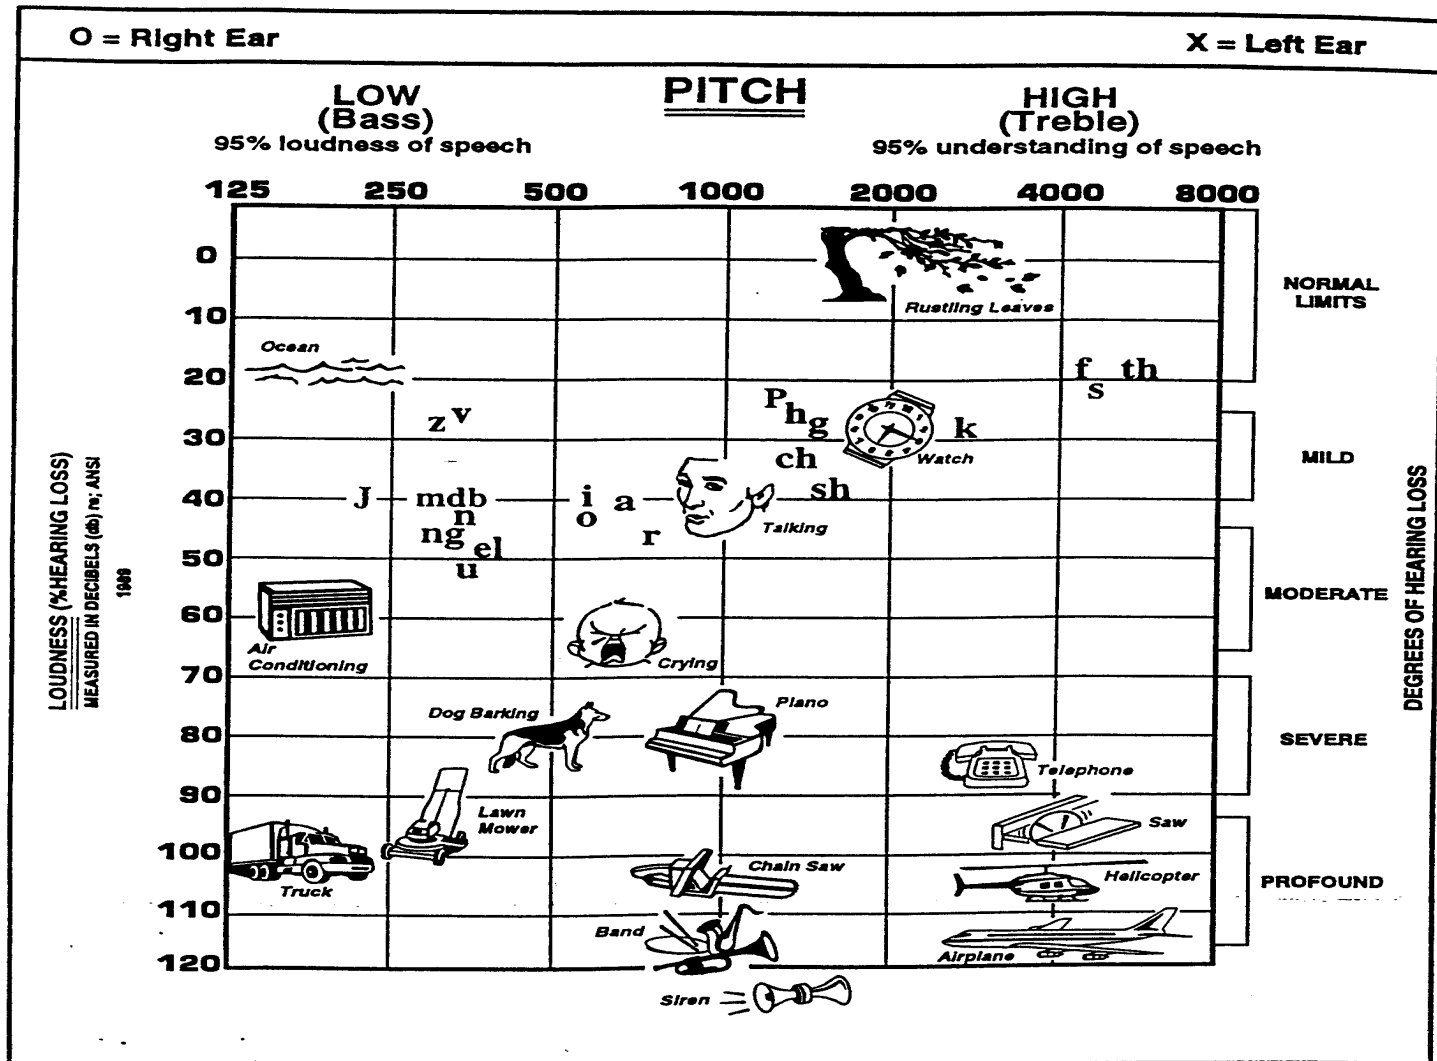 O = Right Ear
X = Left Ear
PITCH
LOW
(Bass)
95% loudness of speech
HIGH
(Treble)
95% understanding of speech
125 250 500 1000 2000 4000 8000
0
10
20
30
40
50
60
70
80
90
100
110
120
LOUDNESS (%HEARING LOSS)
MEASURED IN DECIBELS (db) re; ANSI
1969
Rustling Leaves
Ocean
f th
s
z v
P
h
g
k
Watch
ch
J
mdb
i
a
sh
n
o
Talking
ng
r
el
u
Air
Conditioning
Crying
Dog Barking
Piano
Telephone
Lawn
Mower
Saw
Truck
Chain Saw
Helicopter
Band
Airplane
Siren
NORMAL
LIMITS
MILD
MODERATE
SEVERE
PROFOUND
DEGREES OF HEARING LOSS